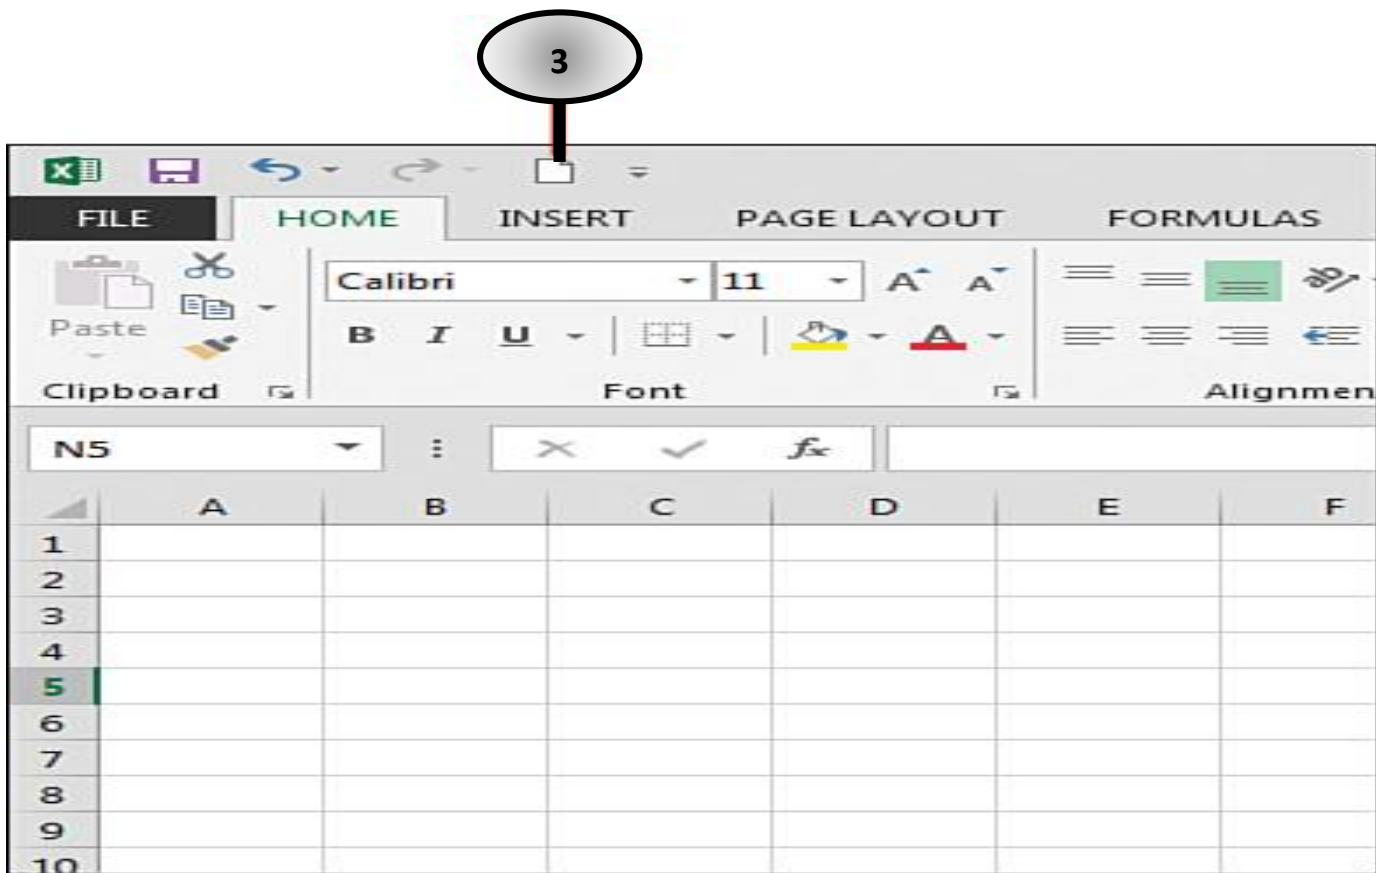 3
FILE HOME INSERT PAGE LAYOUT FORMULAS
Calibri 11 A A
Paste B I U A
Clipboard Font Alignmen
N5 fx
A B C D E F
1
2
3
4
5
6
7
8
9
10